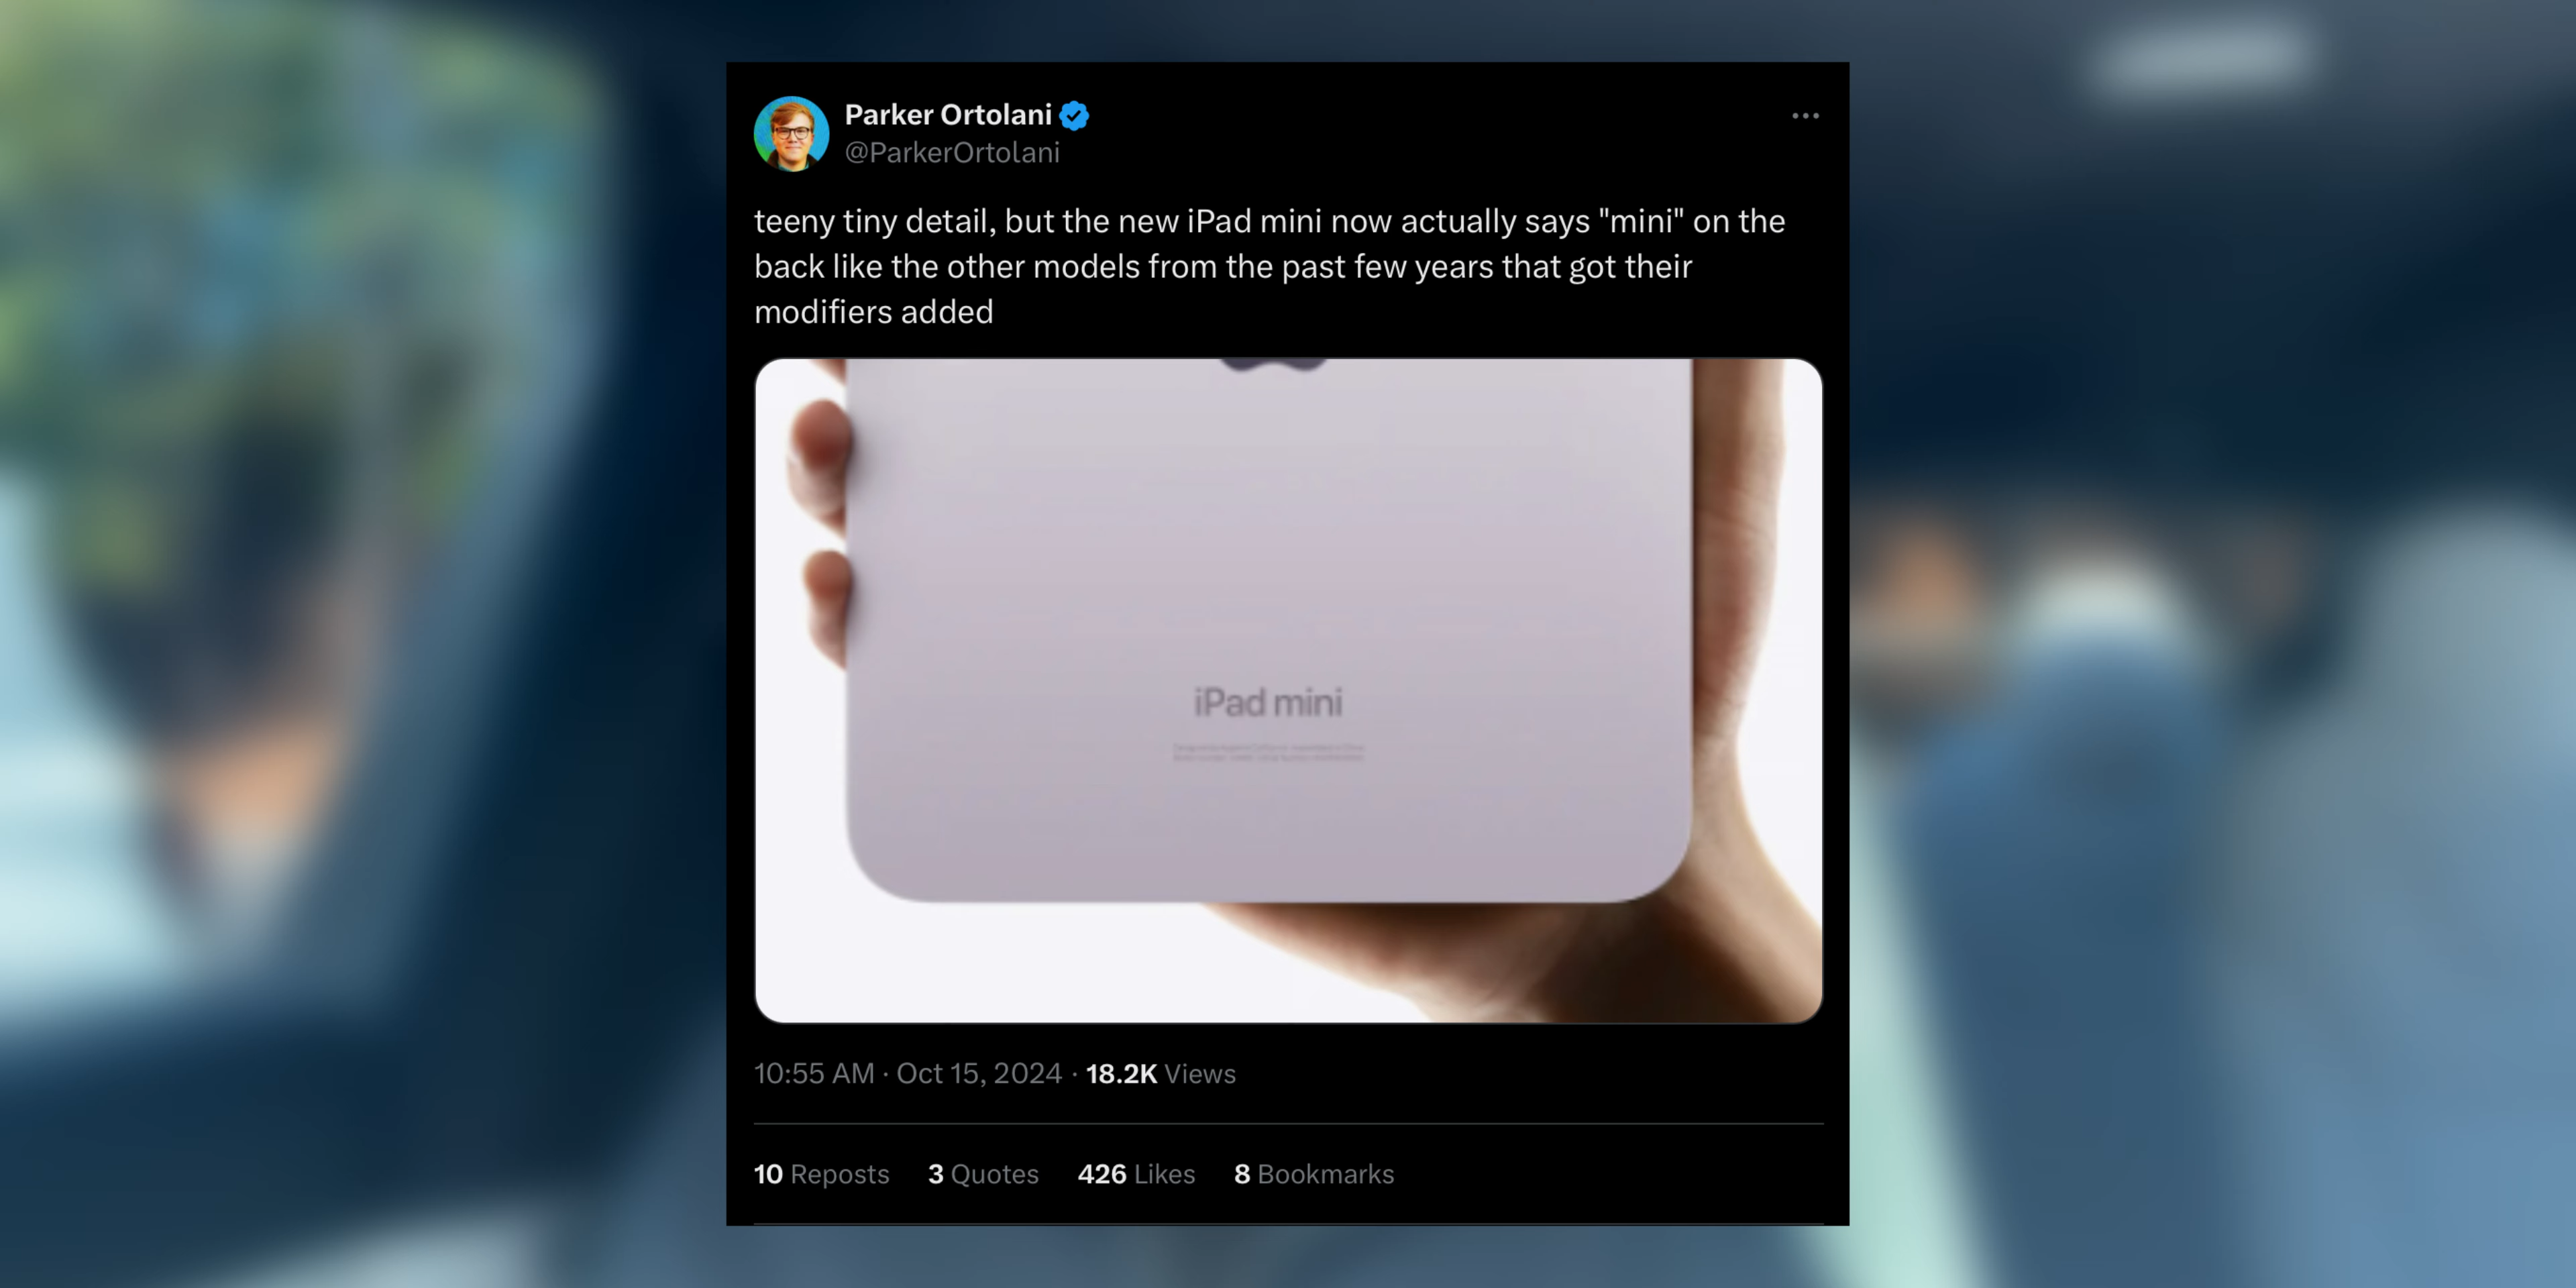 Parker Ortolani
@ParkerOrtolani
teeny tiny detail, but the new iPad mini now actually says "mini" on the
back like the other models from the past few years that got their
modifiers added
iPad mini
10:55 AM · Oct 15, 2024 · 18.2K Views
10 Reposts 3 Quotes 426 Likes 8 Bookmarks